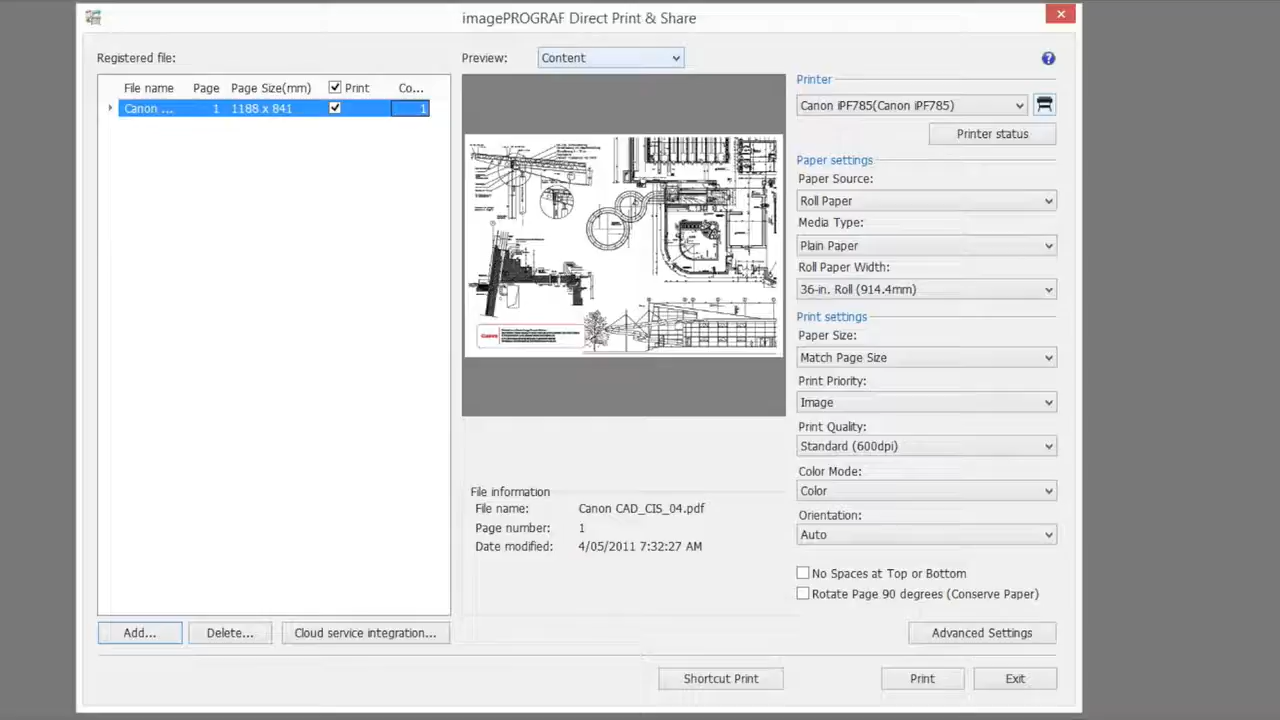 imagePROGRAF Direct Print & Share
Registered file:
File name Page Page Size(mm) Print Co...
Canon ... 1 1188 x 841 1
Add... Delete... Cloud service integration...
Preview: Content
Canon
File information
File name: Canon CAD_CIS_04.pdf
Page number: 1
Date modified: 4/05/2011 7:32:27 AM
Printer
Canon iPF785(Canon iPF785)
Printer status
Paper settings
Paper Source:
Roll Paper
Media Type:
Plain Paper
Roll Paper Width:
36-in. Roll (914.4mm)
Print settings
Paper Size:
Match Page Size
Print Priority:
Image
Print Quality:
Standard (600dpi)
Color Mode:
Color
Orientation:
Auto
No Spaces at Top or Bottom
Rotate Page 90 degrees (Conserve Paper)
Advanced Settings
Shortcut Print Print Exit